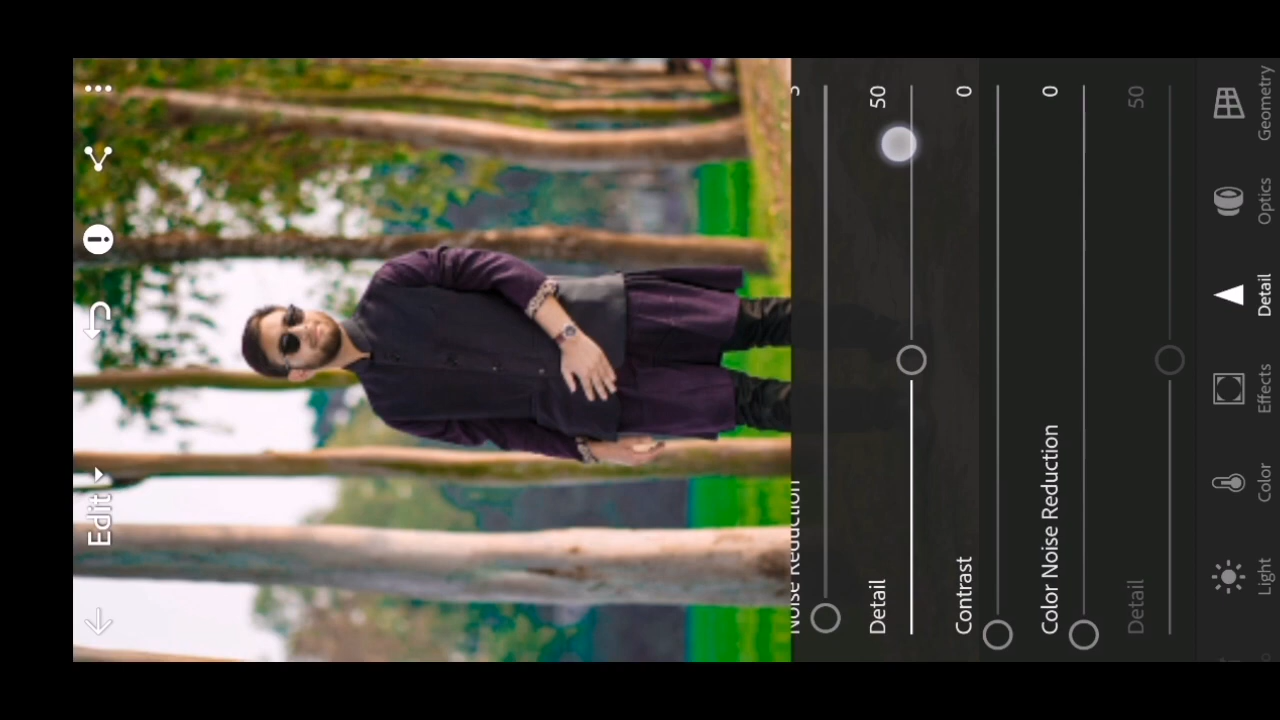 Edit
Noise Reduction
Detail 50
Contrast 0
Color Noise Reduction 0
Detail 50
Light
Color
Effects
Detail
Optics
Geometry